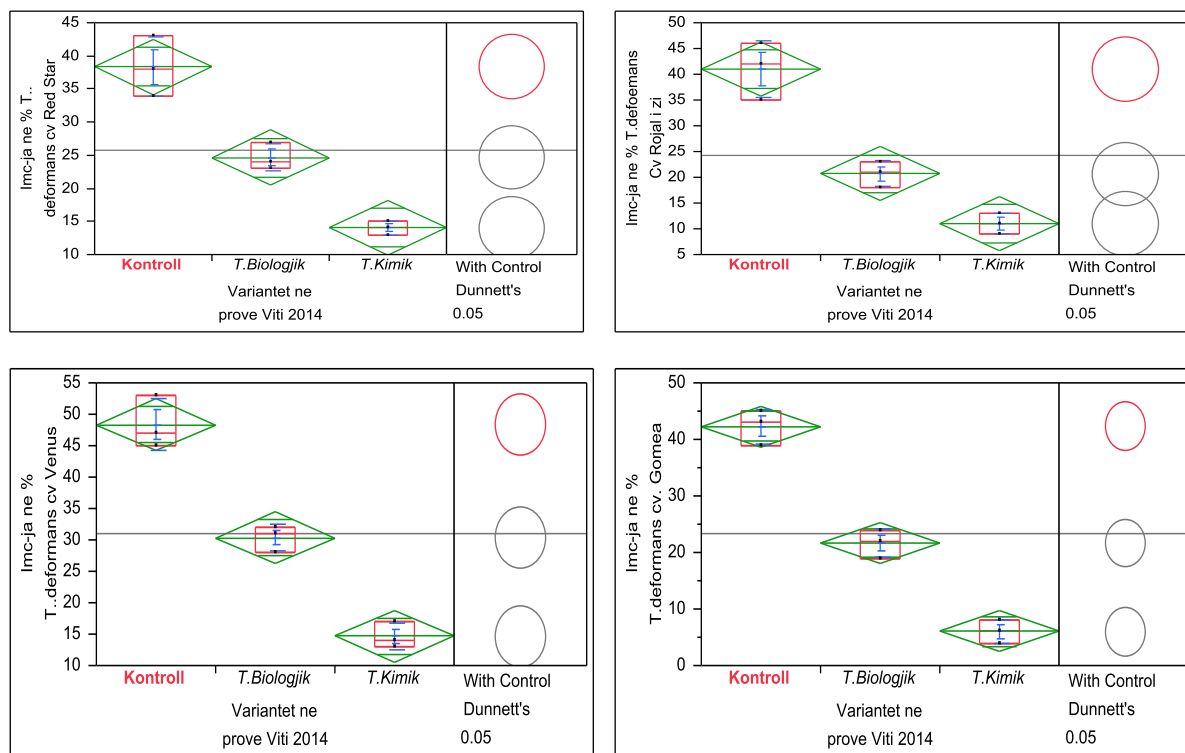 Imc-ja ne % T..
deformans cv Red Star
45
40
35
30
25
20
15
10
Kontroll
T.Biologjik
T.Kimik
With Control
Variantet ne
Dunnett's
prove Viti 2014
0.05
Imc-ja ne % T.defoemans
Cv Rojal i zi
50
45
40
35
30
25
20
15
10
5
Kontroll
T.Biologjik
T.Kimik
With Control
Variantet ne
Dunnett's
prove Viti 2014
0.05
Imc-ja ne %
T..deformans cv Venus
55
50
45
40
35
30
25
20
15
10
Kontroll
T.Biologjik
T.Kimik
With Control
Variantet ne
Dunnett's
prove Viti 2014
0.05
Imc-ja ne %
T.deformans cv. Gomea
50
40
30
20
10
0
Kontroll
T.Biologjik
T.Kimik
With Control
Variantet ne
Dunnett's
prove Viti 2014
0.05